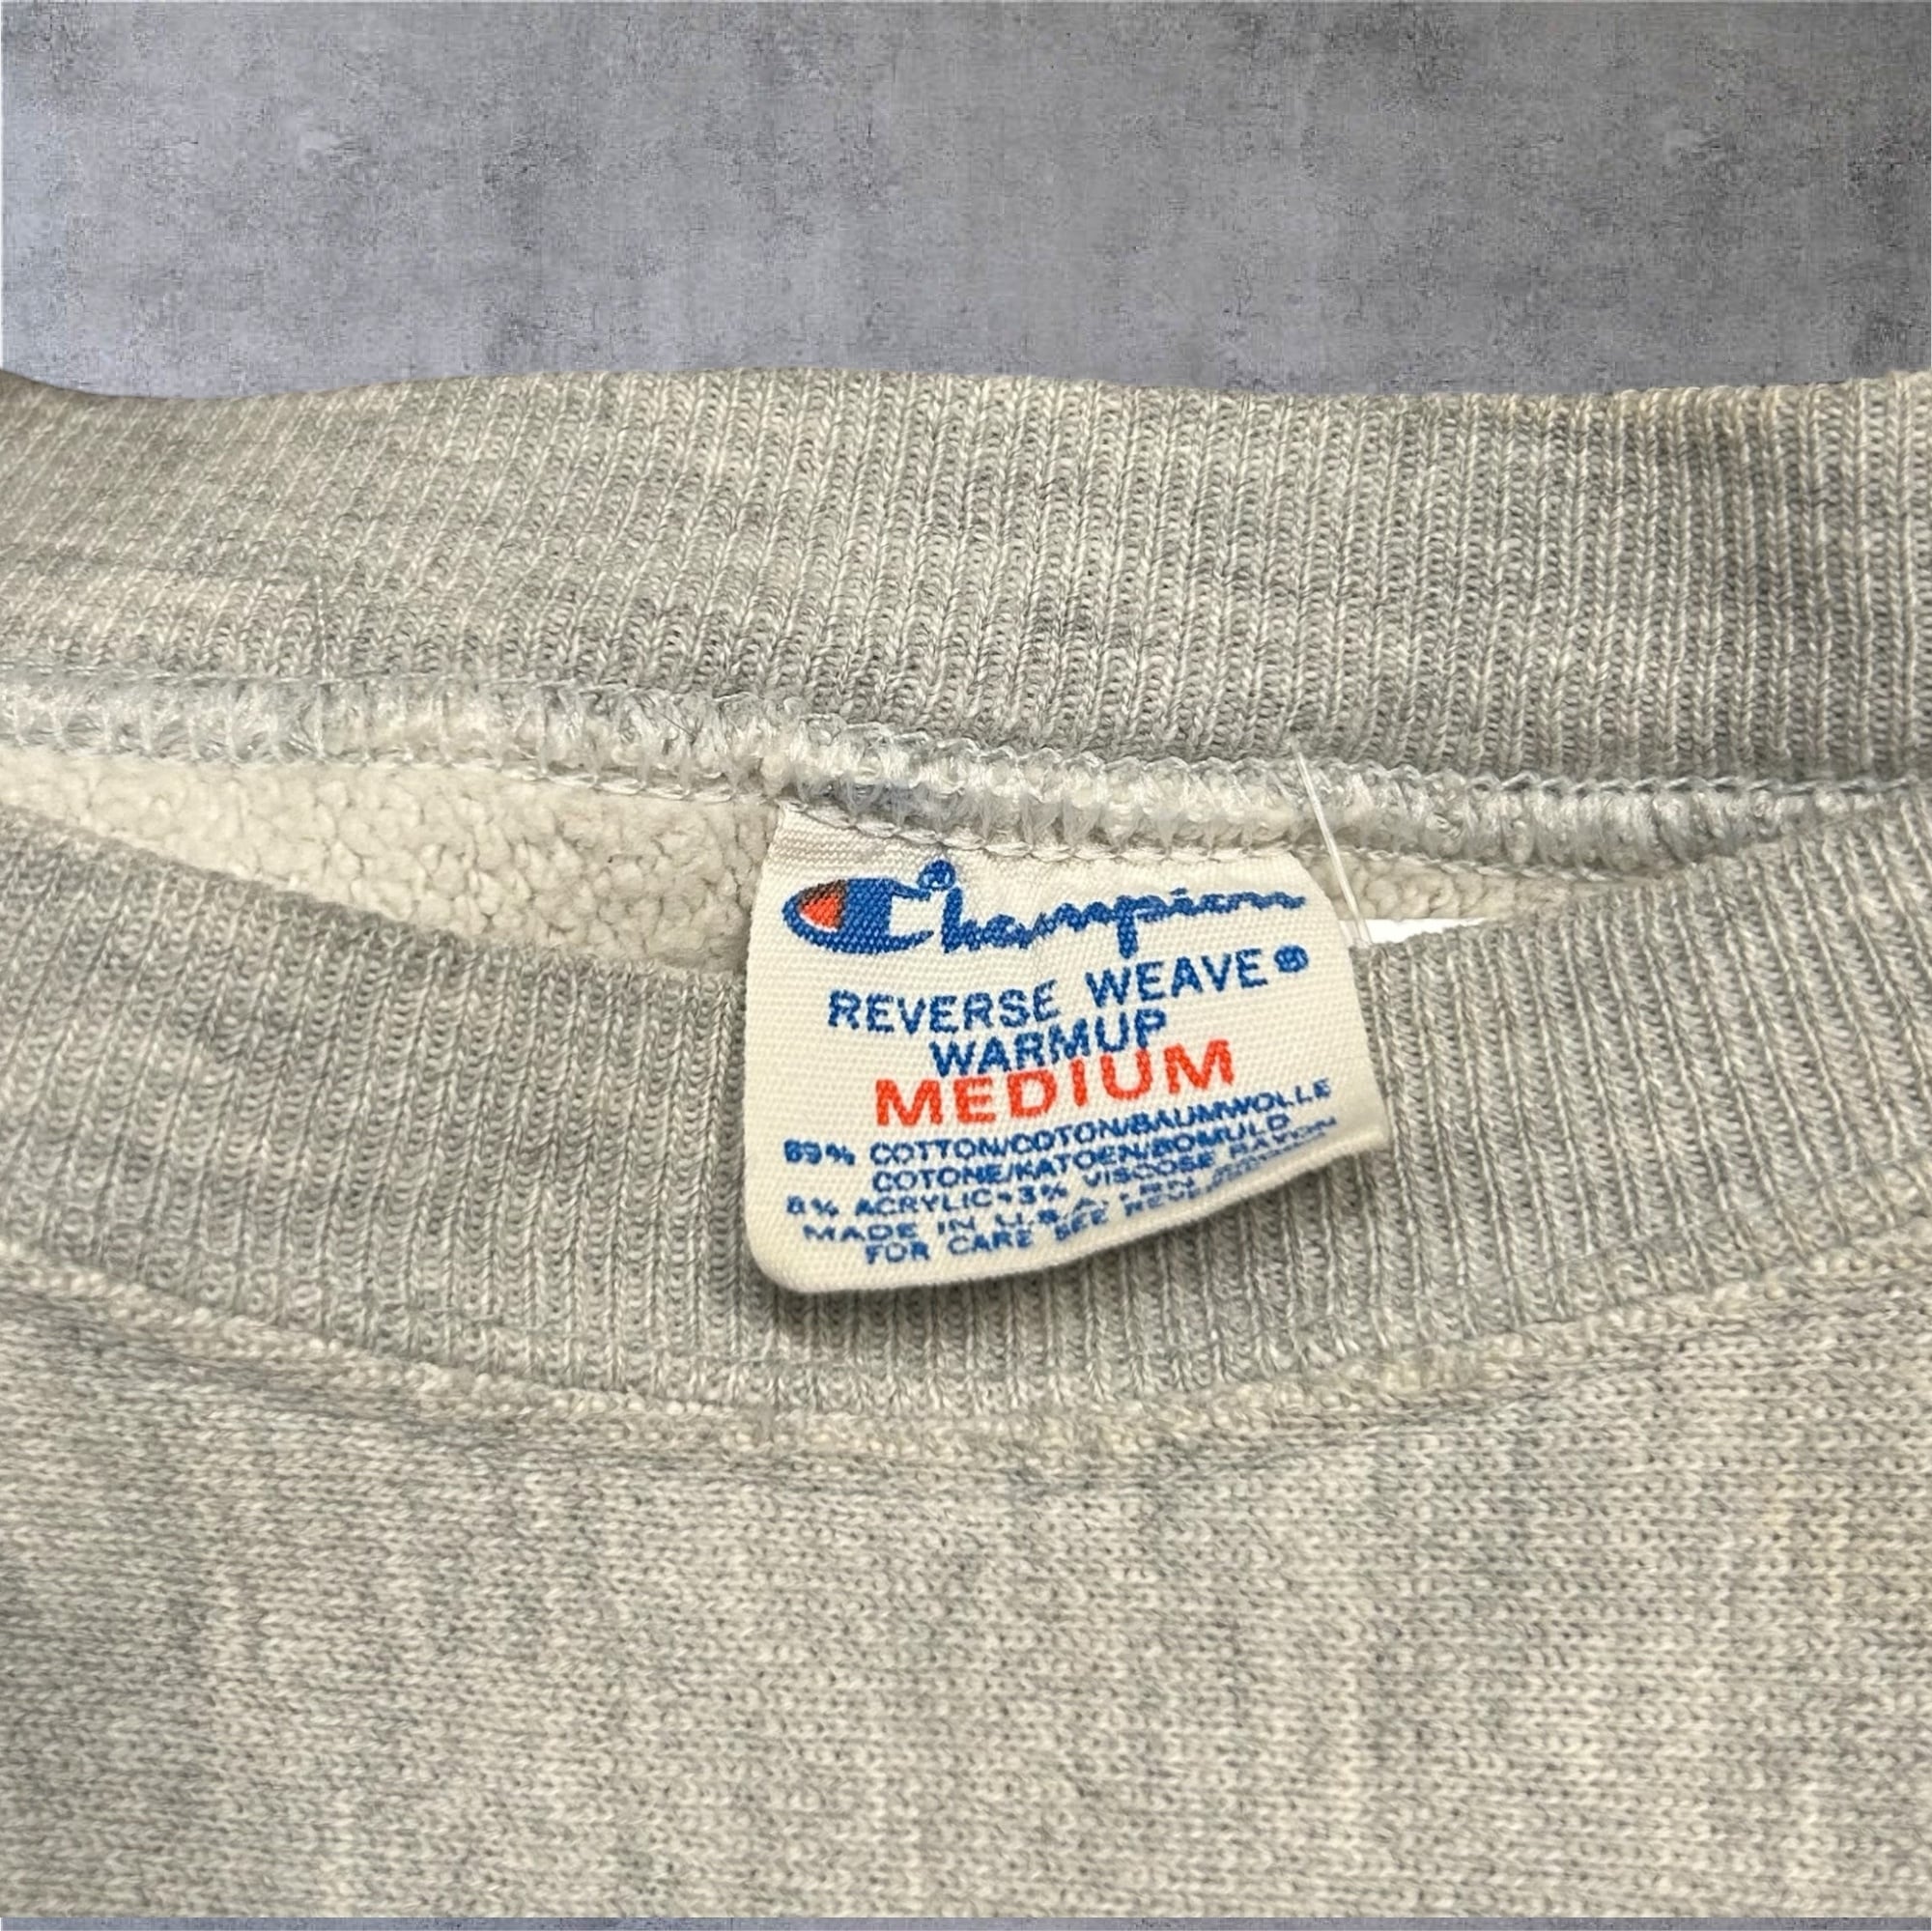 Champion
REVERSE WEAVE®
WARMUP
MEDIUM
89% COTTON/COTON/BAUMWOLLE
COTONE/KATOEN/BOMULD
8% ACRYLIC•3% VISCOSE RAYON
MADE IN U.S.A. • RN
FOR CARE SEE REVERSE